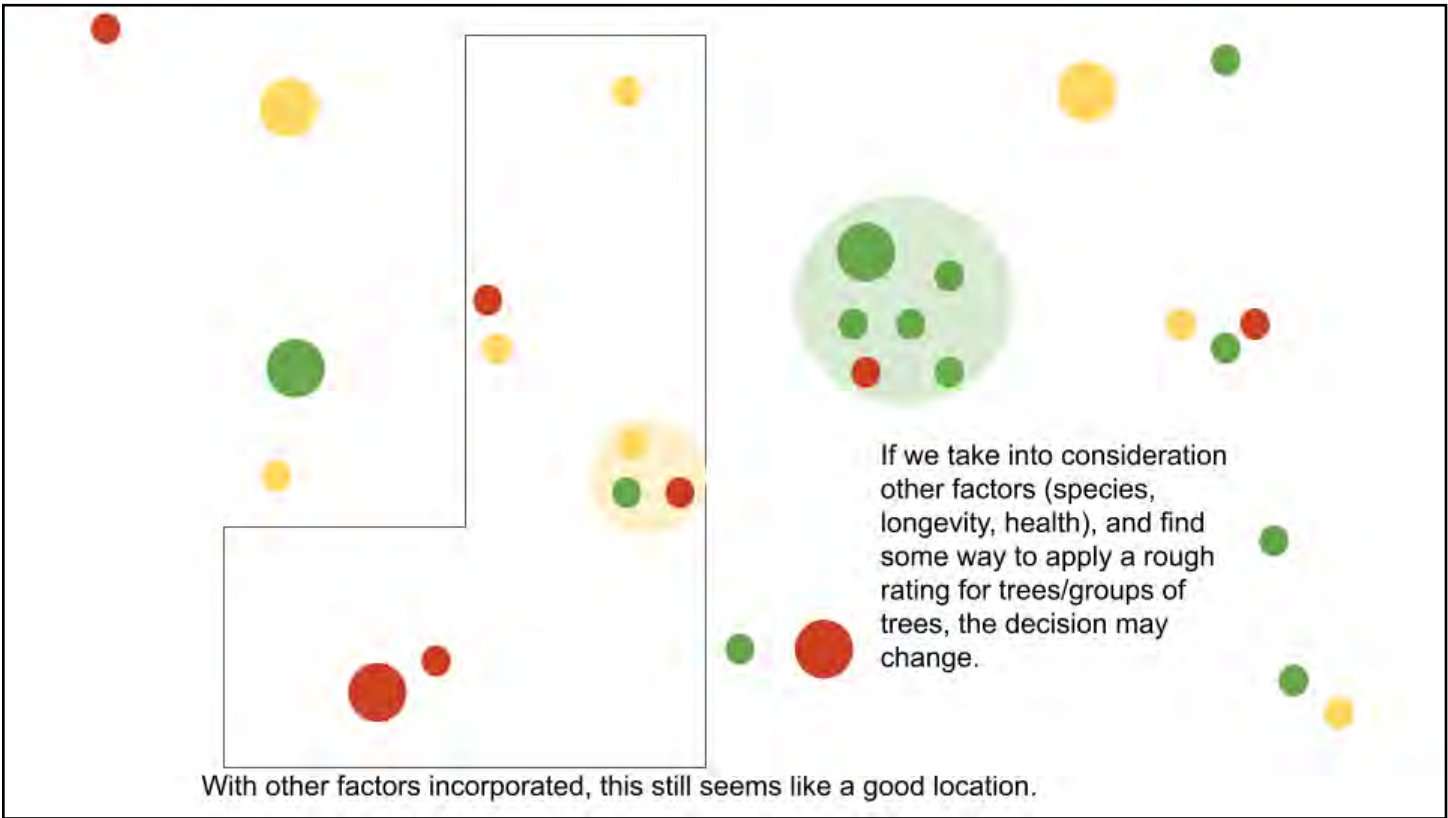 If we take into consideration
other factors (species,
longevity, health), and find
some way to apply a rough
rating for trees/groups of
trees, the decision may
change.
With other factors incorporated, this still seems like a good location.